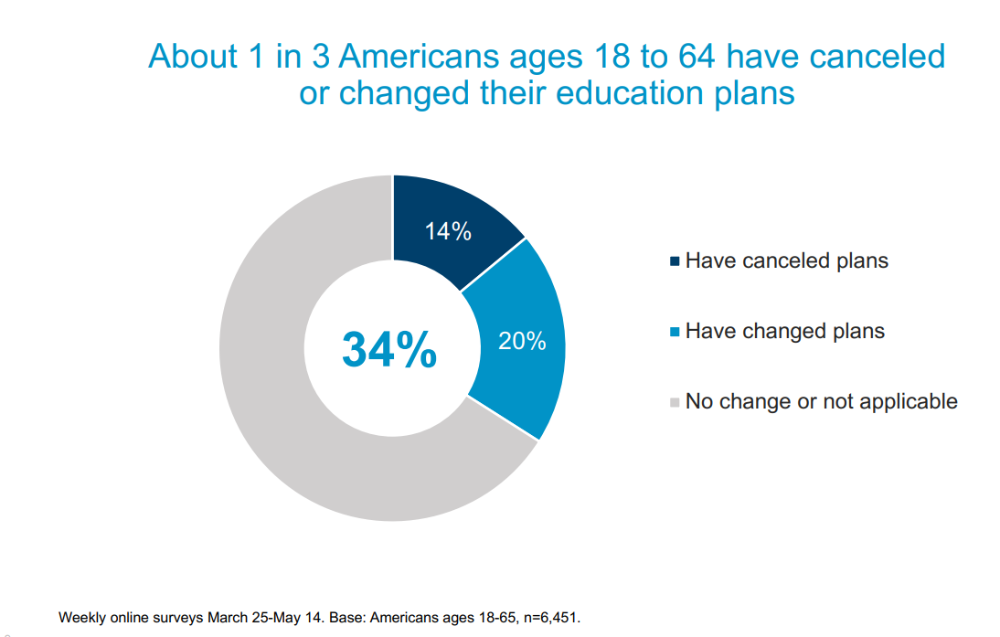 About 1 in 3 Americans ages 18 to 64 have canceled
or changed their education plans
14%
20%
34%
Have canceled plans
Have changed plans
No change or not applicable
Weekly online surveys March 25-May 14. Base: Americans ages 18-65, n=6,451.